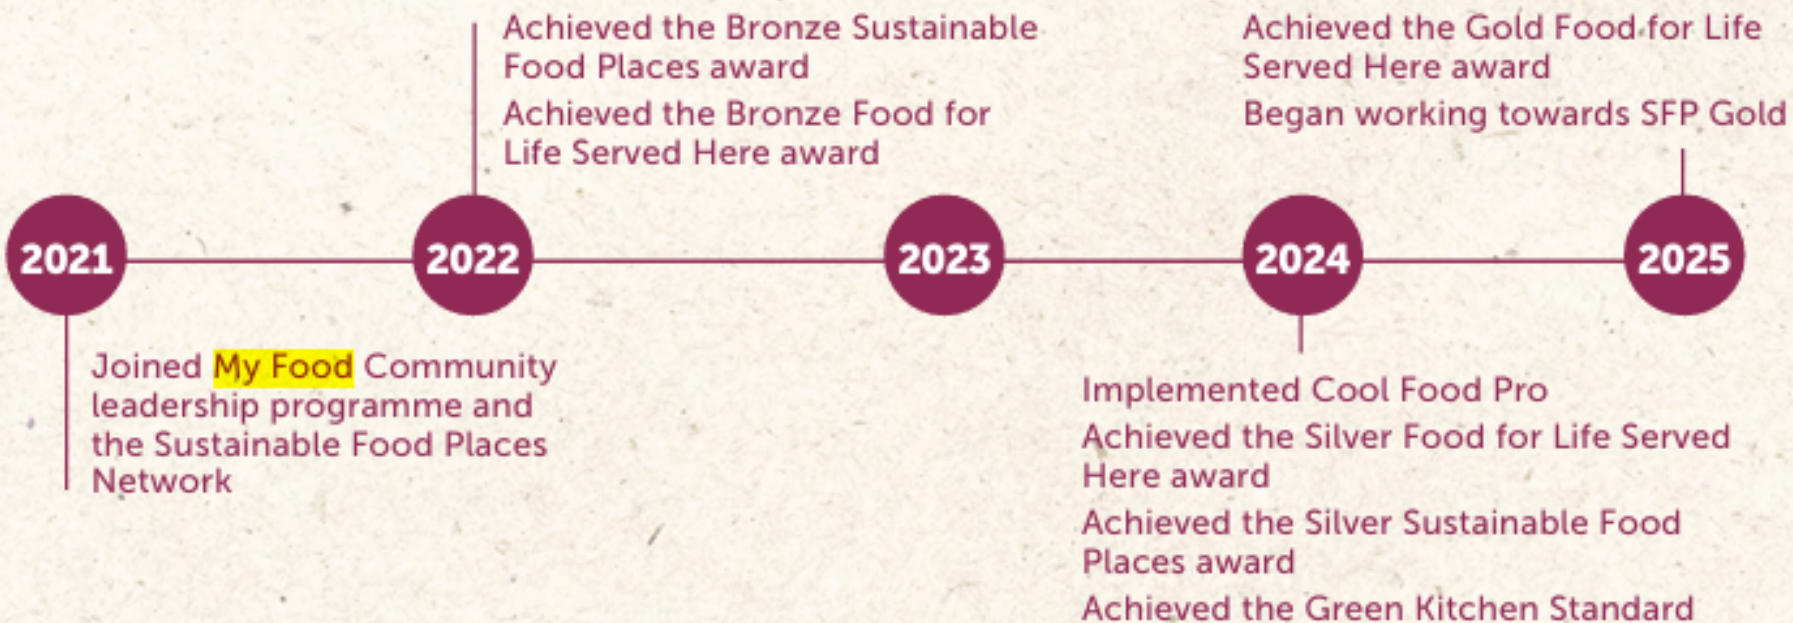 Achieved the Bronze Sustainable
Food Places award
Achieved the Bronze Food for
Life Served Here award
Achieved the Gold Food for Life
Served Here award
Began working towards SFP Gold
2021
2022
2023
2024
2025
Joined My Food Community
leadership programme and
the Sustainable Food Places
Network
Implemented Cool Food Pro
Achieved the Silver Food for Life Served
Here award
Achieved the Silver Sustainable Food
Places award
Achieved the Green Kitchen Standard